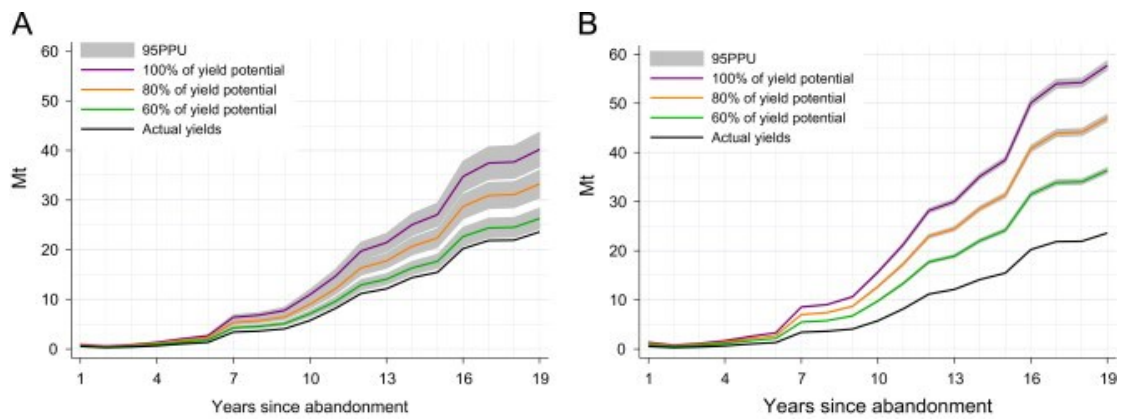 A
60
50
40
30
20
10
0
Mt
95PPU
100% of yield potential
80% of yield potential
60% of yield potential
Actual yields
1 4 7 10 13 16 19
Years since abandonment
B
60
50
40
30
20
10
0
Mt
95PPU
100% of yield potential
80% of yield potential
60% of yield potential
Actual yields
1 4 7 10 13 16 19
Years since abandonment